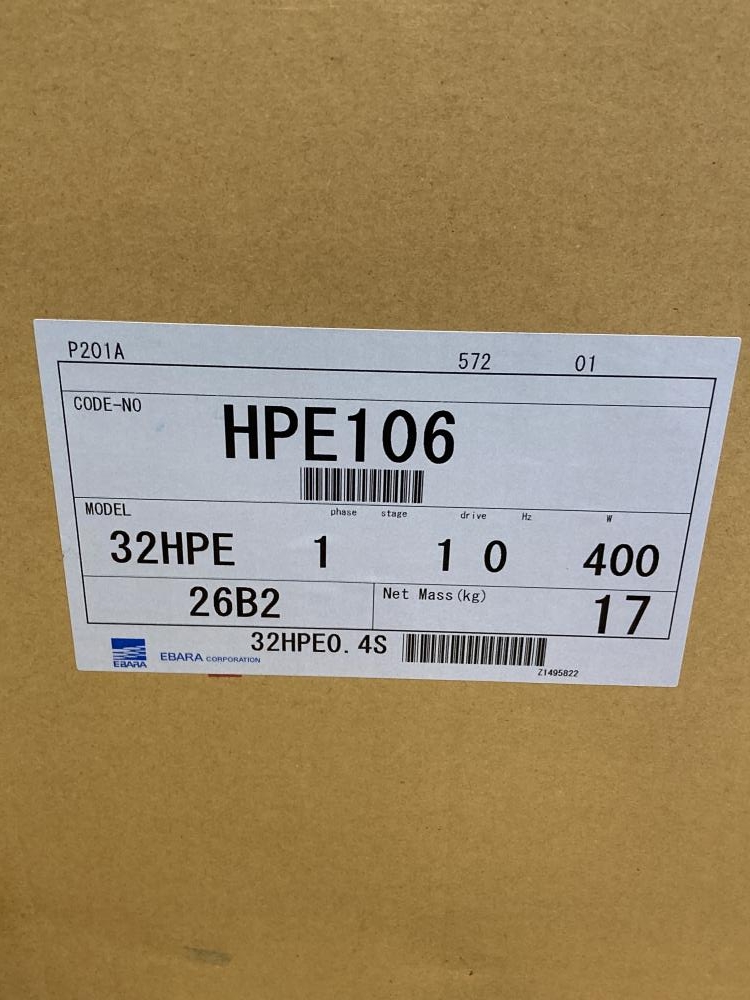 P201A 572 01
CODE-NO
HPE106
MODEL phase stage drive Hz W
32HPE 1 1 0 400
26B2 Net Mass(kg) 17
EBARA EBARA CORPORATION 32HPE0.4S
Z1495822